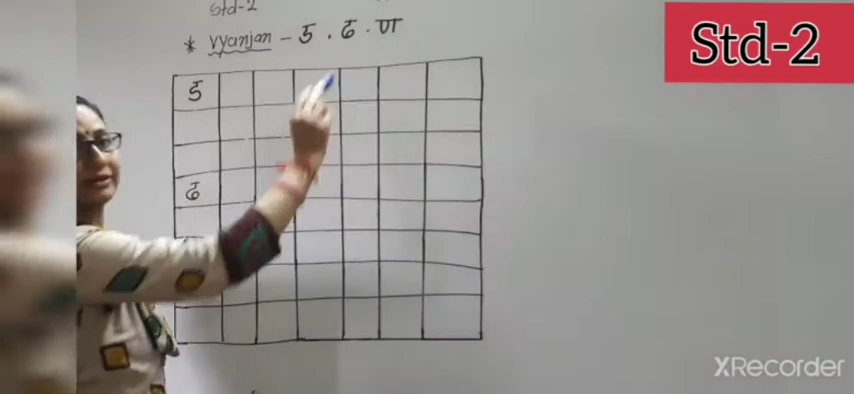 Std-2
Std-2
* Vyanjan - ड . ढ . ण
ड
ढ
XRecorder